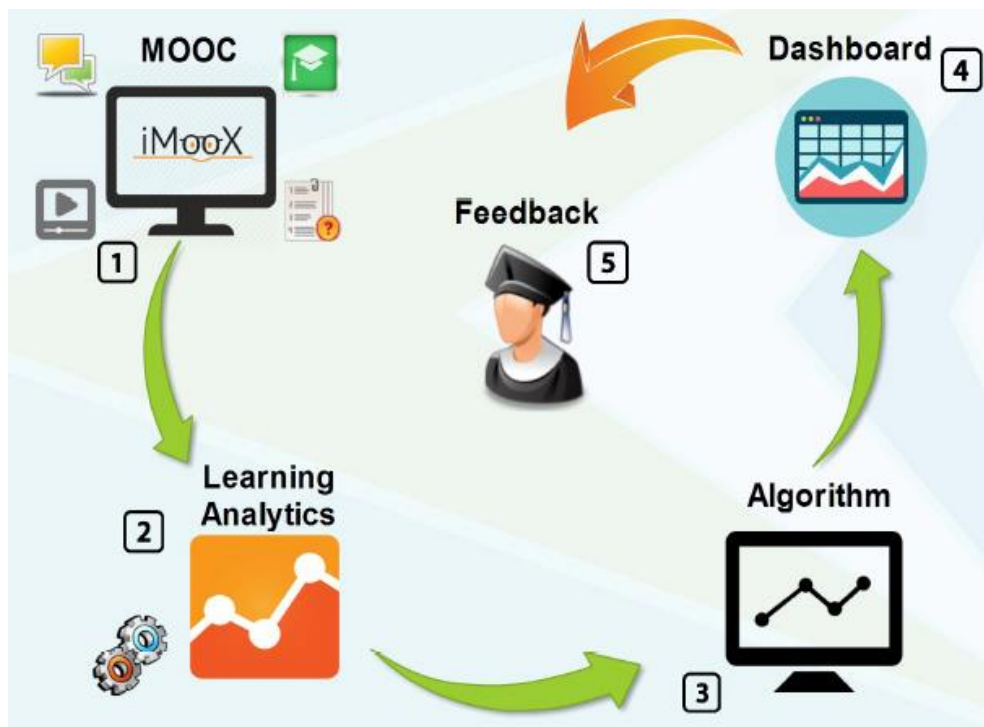 MOOC
iMooX
1
Learning
Analytics
2
Algorithm
3
Dashboard
4
Feedback
5